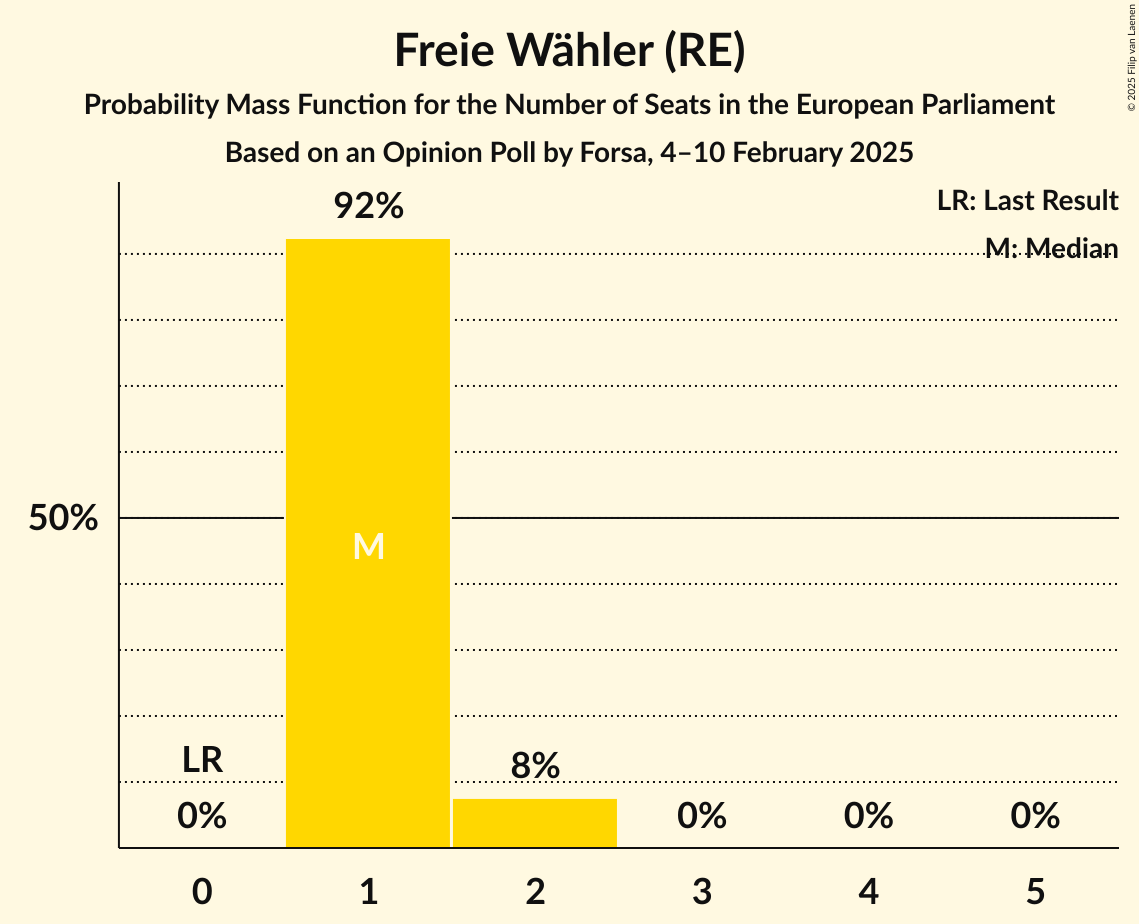 Freie Wähler (RE)
Probability Mass Function for the Number of Seats in the European Parliament
Based on an Opinion Poll by Forsa, 4–10 February 2025
© 2025 Filip van Laenen
LR: Last Result
M: Median
92%
50%
M
LR
8%
0%
0%
0%
0%
0
1
2
3
4
5